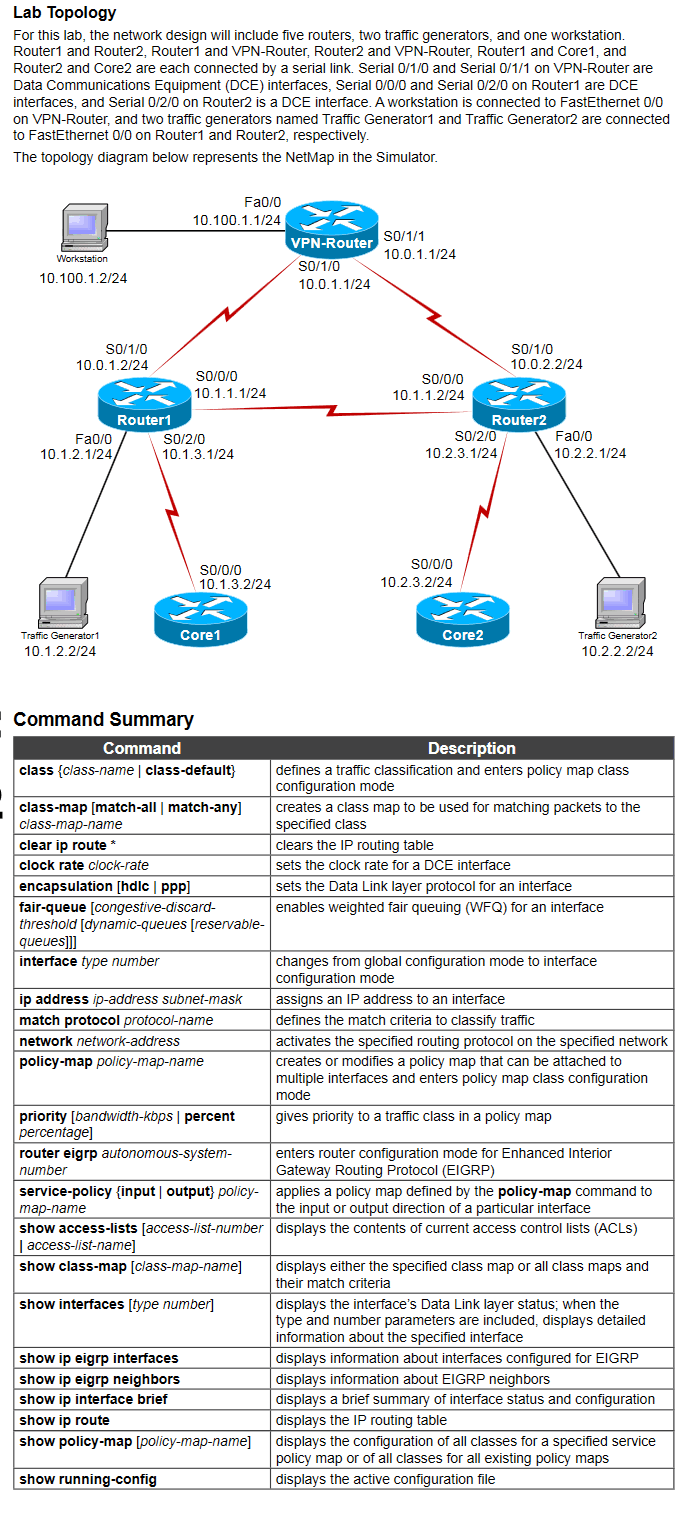 Lab Topology
For this lab, the network design will include five routers, two traffic generators, and one workstation.
Router1 and Router2, Router1 and VPN-Router, Router2 and VPN-Router, Router1 and Core1, and
Router2 and Core2 are each connected by a serial link. Serial 0/1/0 and Serial 0/1/1 on VPN-Router are
Data Communications Equipment (DCE) interfaces, Serial 0/0/0 and Serial 0/2/0 on Router1 are DCE
interfaces, and Serial 0/2/0 on Router2 is a DCE interface. A workstation is connected to FastEthernet 0/0
on VPN-Router, and two traffic generators named Traffic Generator1 and Traffic Generator2 are connected
to FastEthernet 0/0 on Router1 and Router2, respectively.
The topology diagram below represents the NetMap in the Simulator.
Fa0/0
10.100.1.1/24
VPN-Router
S0/1/1
10.0.1.1/24
Workstation
10.100.1.2/24
S0/1/0
10.0.1.1/24
S0/1/0
10.0.1.2/24
S0/1/0
10.0.2.2/24
S0/0/0
10.1.1.1/24
S0/0/0
10.1.1.2/24
Router1
Router2
Fa0/0
10.1.2.1/24
S0/2/0
10.1.3.1/24
S0/2/0
10.2.3.1/24
Fa0/0
10.2.2.1/24
S0/0/0
10.1.3.2/24
S0/0/0
10.2.3.2/24
Traffic Generator1
10.1.2.2/24
Core1
Core2
Traffic Generator2
10.2.2.2/24
Command Summary
Command Description
class {class-name | class-default} defines a traffic classification and enters policy map class
configuration mode
class-map [match-all | match-any] creates a class map to be used for matching packets to the
class-map-name specified class
clear ip route * clears the IP routing table
clock rate clock-rate sets the clock rate for a DCE interface
encapsulation [hdlc | ppp] sets the Data Link layer protocol for an interface
fair-queue [congestive-discard- enables weighted fair queuing (WFQ) for an interface
threshold [dynamic-queues [reservable-
queues]]]
interface type number changes from global configuration mode to interface
configuration mode
ip address ip-address subnet-mask assigns an IP address to an interface
match protocol protocol-name defines the match criteria to classify traffic
network network-address activates the specified routing protocol on the specified network
policy-map policy-map-name creates or modifies a policy map that can be attached to
multiple interfaces and enters policy map class configuration
mode
priority [bandwidth-kbps | percent gives priority to a traffic class in a policy map
percentage]
router eigrp autonomous-system- enters router configuration mode for Enhanced Interior
number Gateway Routing Protocol (EIGRP)
service-policy {input | output} policy- applies a policy map defined by the policy-map command to
map-name the input or output direction of a particular interface
show access-lists [access-list-number displays the contents of current access control lists (ACLs)
| access-list-name]
show class-map [class-map-name] displays either the specified class map or all class maps and
their match criteria
show interfaces [type number] displays the interface's Data Link layer status; when the
type and number parameters are included, displays detailed
information about the specified interface
show ip eigrp interfaces displays information about interfaces configured for EIGRP
show ip eigrp neighbors displays information about EIGRP neighbors
show ip interface brief displays a brief summary of interface status and configuration
show ip route displays the IP routing table
show policy-map [policy-map-name] displays the configuration of all classes for a specified service
policy map or of all classes for all existing policy maps
show running-config displays the active configuration file